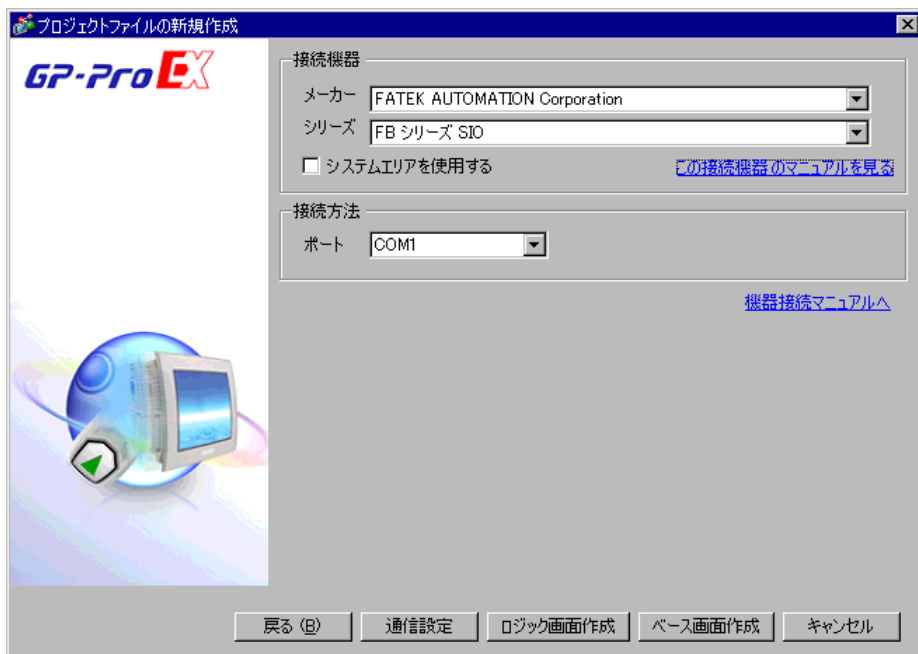 プロジェクトファイルの新規作成
GP-Pro EX
接続機器
メーカー FATEK AUTOMATION Corporation
シリーズ FB シリーズ SIO
システムエリアを使用する この接続機器のマニュアルを見る
接続方法
ポート COM1
機器接続マニュアルへ
戻る (B) 通信設定 ロジック画面作成 ベース画面作成 キャンセル